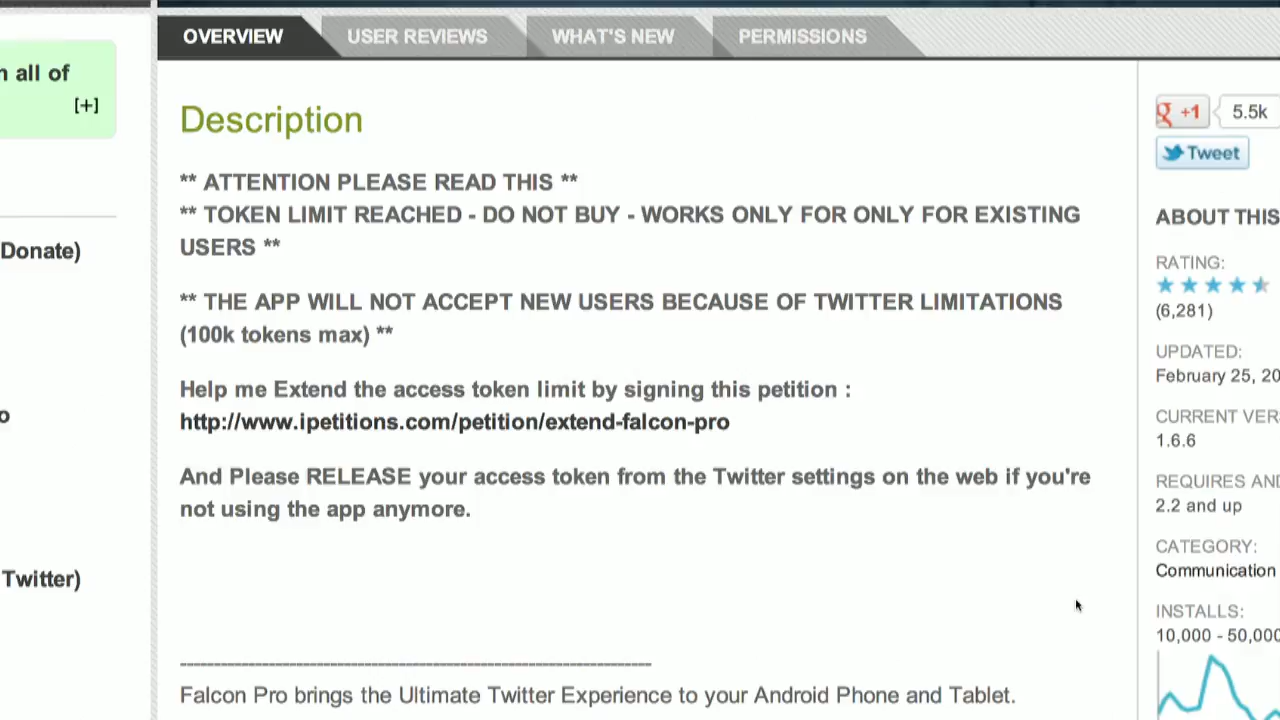 OVERVIEW
USER REVIEWS
WHAT'S NEW
PERMISSIONS
all of
[+]
Donate)
Twitter)
Description
** ATTENTION PLEASE READ THIS **
** TOKEN LIMIT REACHED - DO NOT BUY - WORKS ONLY FOR ONLY FOR EXISTING
USERS **
** THE APP WILL NOT ACCEPT NEW USERS BECAUSE OF TWITTER LIMITATIONS
(100k tokens max) **
Help me Extend the access token limit by signing this petition :
http://www.ipetitions.com/petition/extend-falcon-pro
And Please RELEASE your access token from the Twitter settings on the web if you're
not using the app anymore.
Falcon Pro brings the Ultimate Twitter Experience to your Android Phone and Tablet.
+1
5.5k
Tweet
ABOUT THIS
RATING:
(6,281)
UPDATED:
February 25, 20
CURRENT VER
1.6.6
REQUIRES AND
2.2 and up
CATEGORY:
Communication
INSTALLS:
10,000 - 50,000